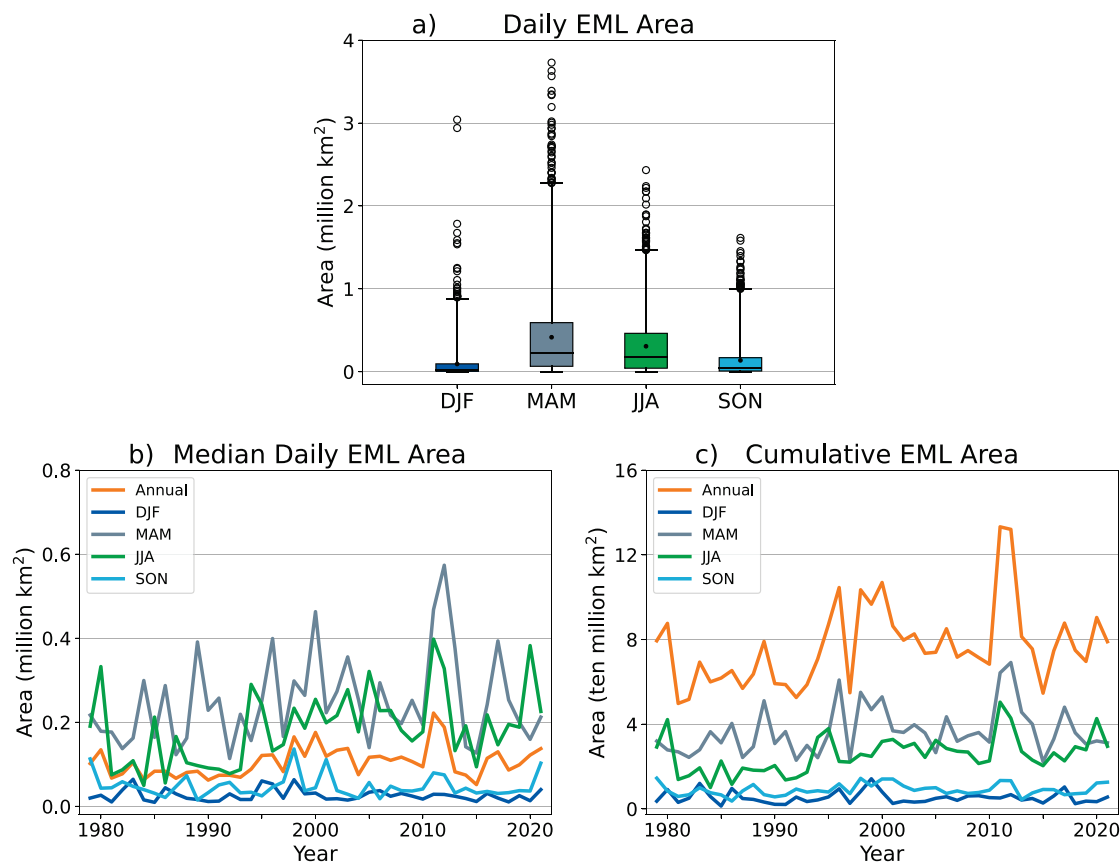 a) Daily EML Area
4
3
2
1
0
Area (million km²)
DJF MAM JJA SON
b) Median Daily EML Area
0.8
0.6
0.4
0.2
0.0
Area (million km²)
Annual
DJF
MAM
JJA
SON
1980 1990 2000 2010 2020
Year
c) Cumulative EML Area
16
12
8
4
0
Area (ten million km²)
Annual
DJF
MAM
JJA
SON
1980 1990 2000 2010 2020
Year